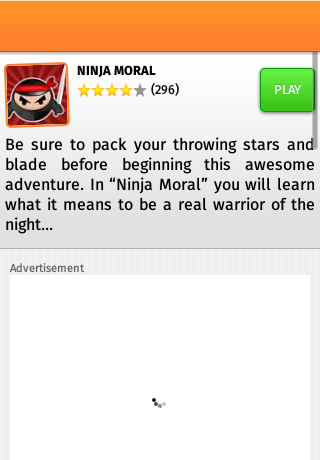 NINJA MORAL
(296)
PLAY
Be sure to pack your throwing stars and
blade before beginning this awesome
adventure. In “Ninja Moral” you will learn
what it means to be a real warrior of the
night...
Advertisement